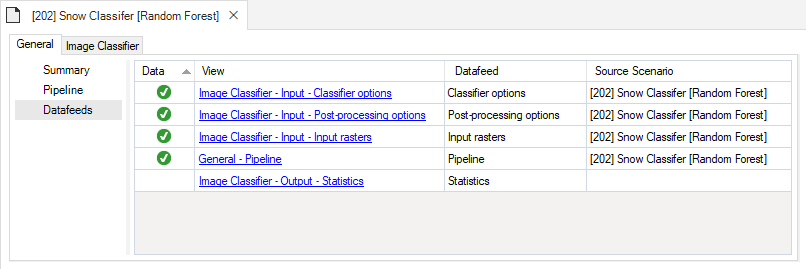 [202] Snow Classifer [Random Forest]
General Image Classifier
Summary
Pipeline
Datafeeds
Data View Datafeed Source Scenario
Image Classifier - Input - Classifier options Classifier options [202] Snow Classifer [Random Forest]
Image Classifier - Input - Post-processing options Post-processing options [202] Snow Classifer [Random Forest]
Image Classifier - Input - Input rasters Input rasters [202] Snow Classifer [Random Forest]
General - Pipeline Pipeline [202] Snow Classifer [Random Forest]
Image Classifier - Output - Statistics Statistics